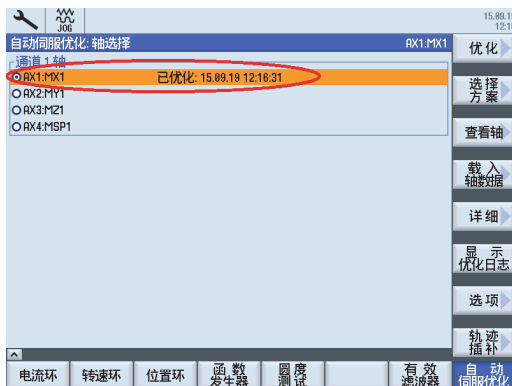 JOG
15.09.19
自动伺服优化: 轴选择
AX1:MX1
通道 1 轴
AX1:MX1
已优化: 15.09.19 12:16:31
AX2:MY1
AX3:MZ1
AX4:MSP1
优化
选择
方案
查看轴
载入
轴数据
详细
显示
优化日志
选项
轨迹
插补
电流环
转速环
位置环
函数
发生器
圆度
测试
有效
滤波器
自动
伺服优化